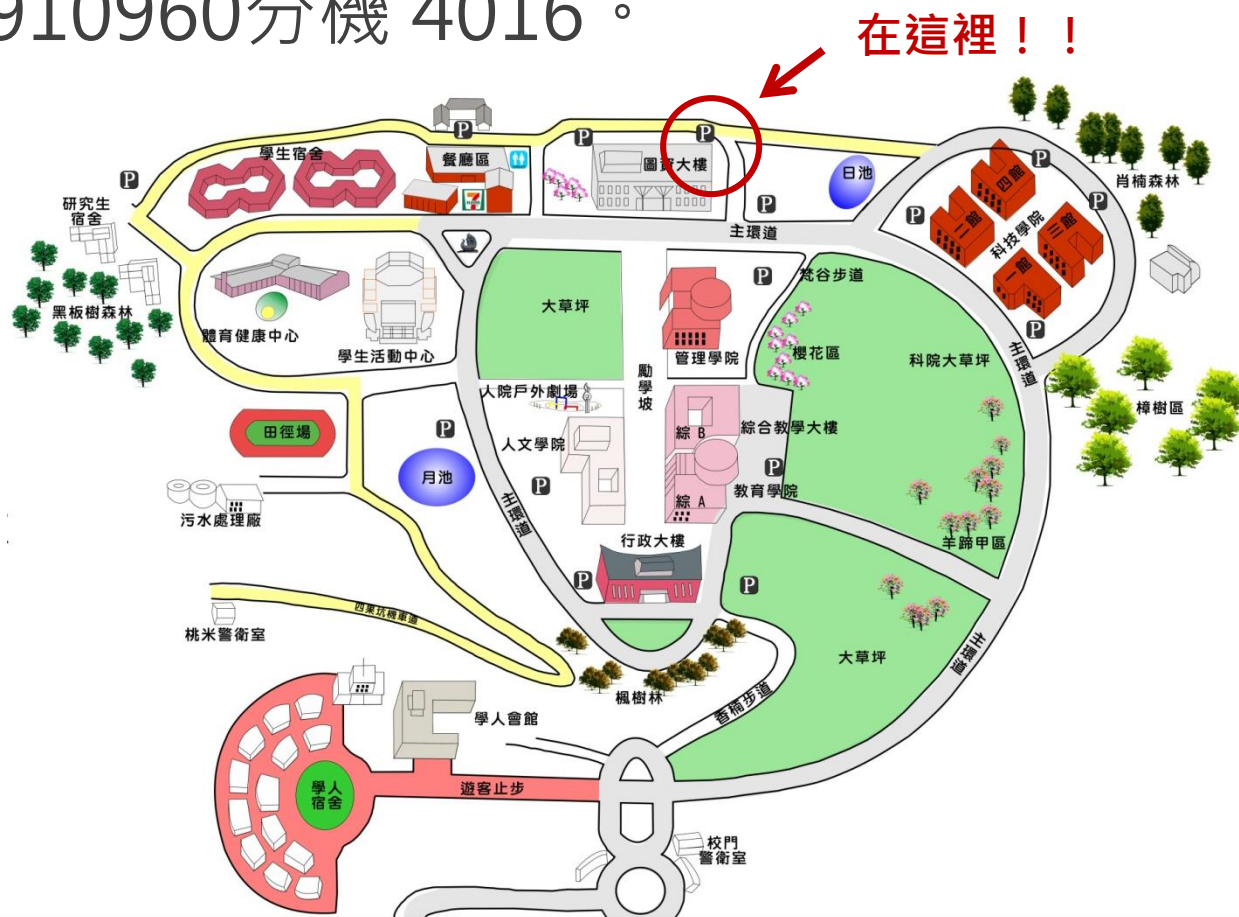 910960分機 4016。
在這裡！！
P
P
P
學生宿舍
餐廳區
圖資大樓
7
P
研究生
宿舍
日池
P
四館
P
肖楠森林
P
二館
科技學院
三館
一館
P
主環道
P
梵谷步道
黑板樹森林
體育健康中心
學生活動中心
大草坪
管理學院
P
櫻花區
科院大草坪
主環道
勵學坡
人院戶外劇場
樟樹區
田徑場
P
人文學院
綜 B
綜合教學大樓
月池
P
綜 A
P
教育學院
污水處理廠
主環道
行政大樓
羊蹄甲區
P
P
四果坑機車道
桃米警衛室
楓樹林
大草坪
主環道
香楠步道
學人會館
學人
宿舍
遊客止步
校門
警衛室